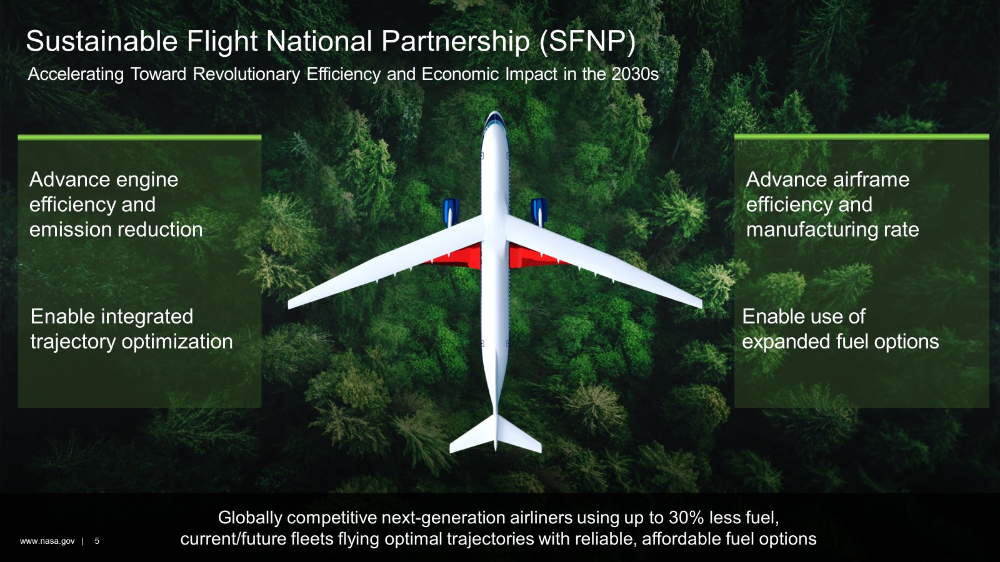 Sustainable Flight National Partnership (SFNP)
Accelerating Toward Revolutionary Efficiency and Economic Impact in the 2030s
Advance engine
efficiency and
emission reduction
Enable integrated
trajectory optimization
Advance airframe
efficiency and
manufacturing rate
Enable use of
expanded fuel options
Globally competitive next-generation airliners using up to 30% less fuel,
current/future fleets flying optimal trajectories with reliable, affordable fuel options
www.nasa.gov | 5